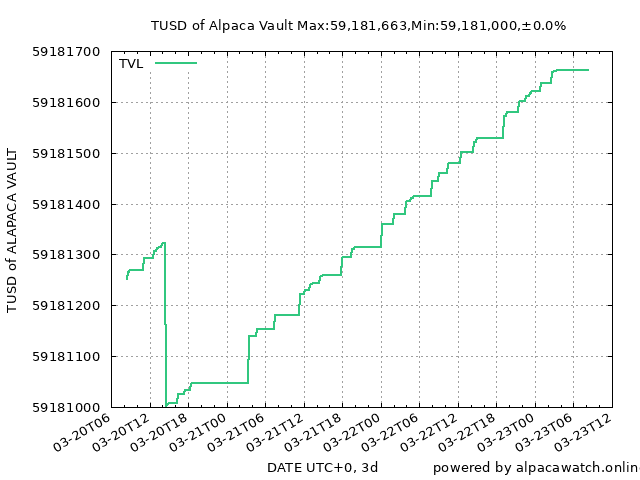 TUSD of Alpaca Vault Max:59,181,663,Min:59,181,000,±0.0%
TVL
TUSD of ALAPACA VAULT
59181700
59181600
59181500
59181400
59181300
59181200
59181100
59181000
03-20T06
03-20T12
03-20T18
03-21T00
03-21T06
03-21T12
03-21T18
03-22T00
03-22T06
03-22T12
03-22T18
03-23T00
03-23T06
03-23T12
DATE UTC+0, 3d
powered by alpacawatch.onlin